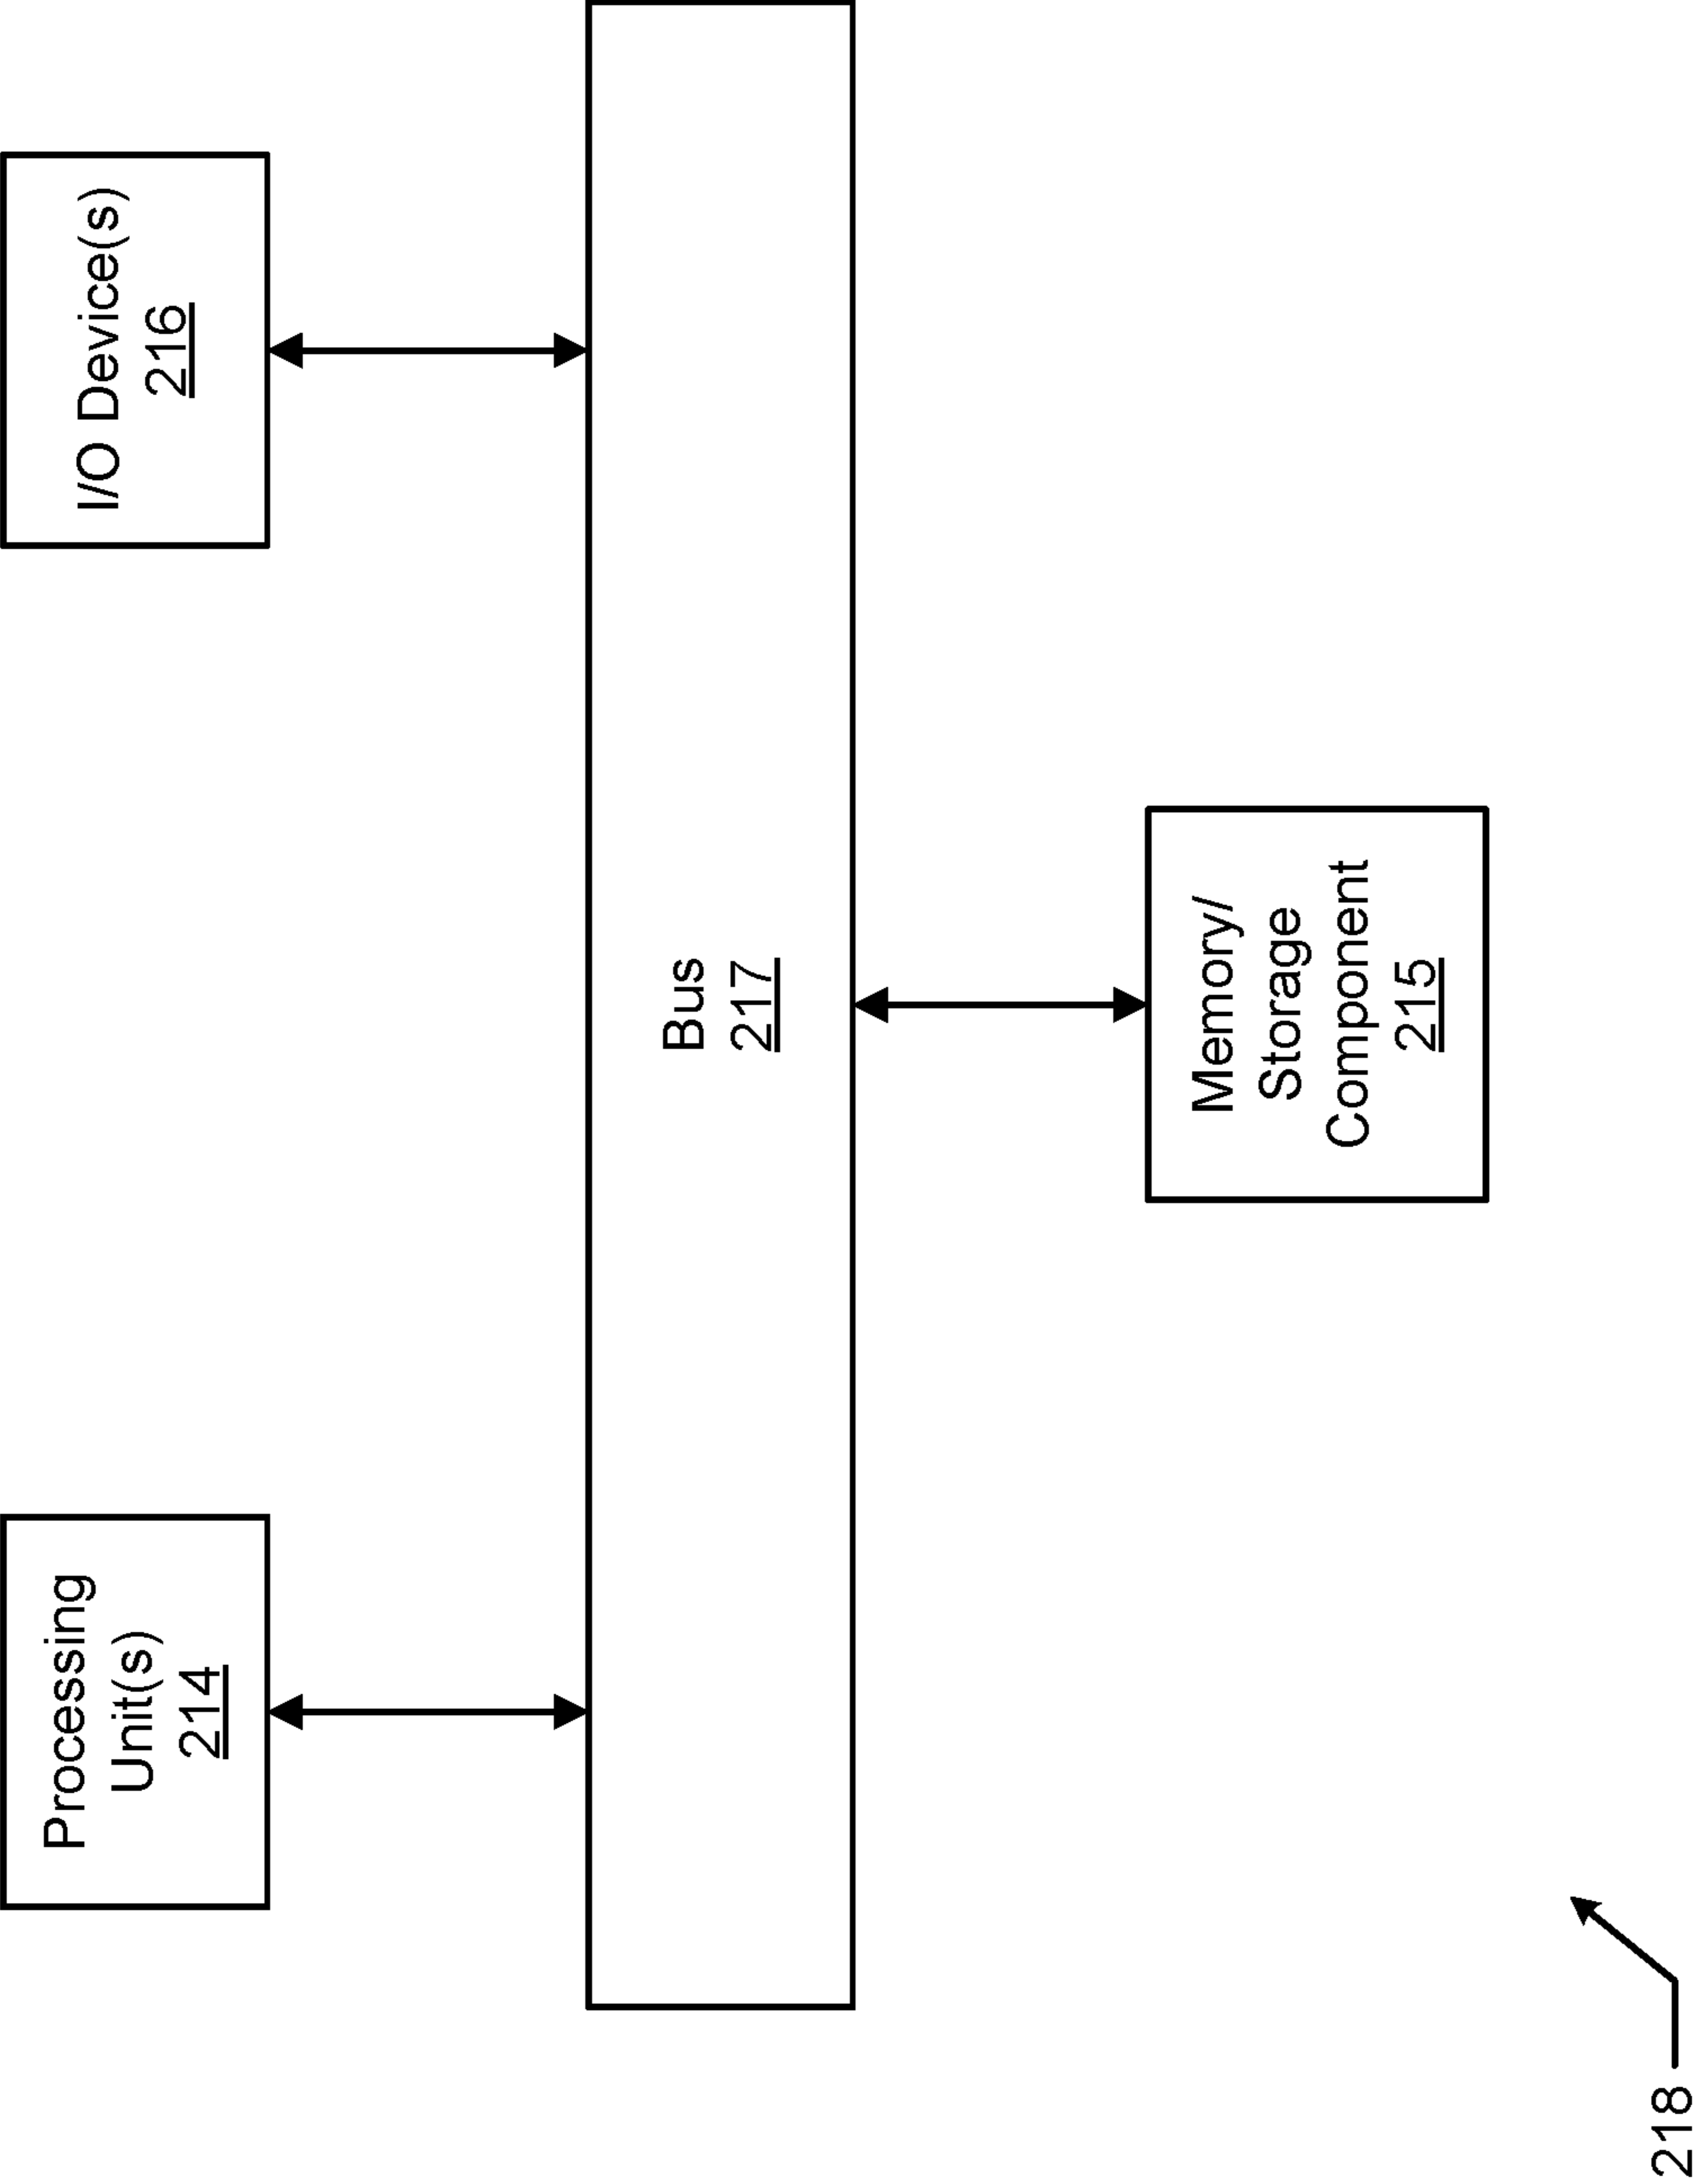 Processing
Unit(s)
214
I/O Device(s)
216
Bus
217
Memory/
Storage
Component
215
218